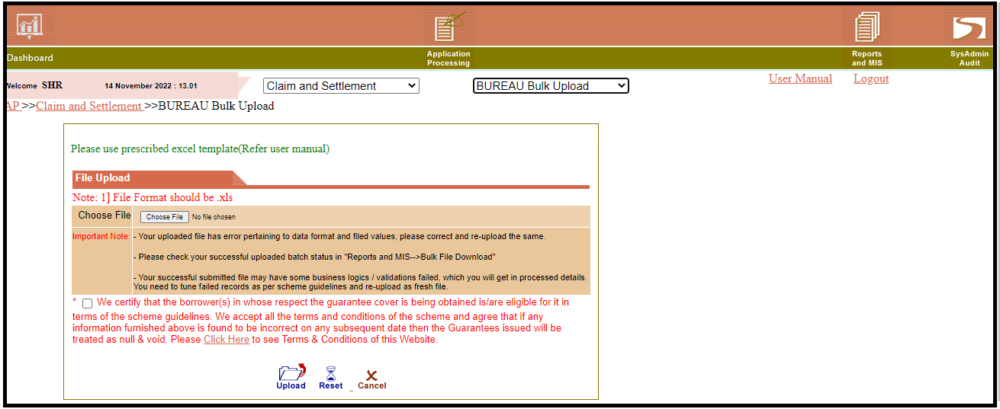 Dashboard
Application
Processing
Reports
and MIS
SysAdmin
Audit
Welcome SHR
14 November 2022 : 13.01
Claim and Settlement
BUREAU Bulk Upload
User Manual
Logout
AP >>Claim and Settlement >>BUREAU Bulk Upload
Please use prescribed excel template(Refer user manual)
File Upload
Note: 1] File Format should be .xls
Choose File
Choose File No file chosen
Important Note:
- Your uploaded file has error pertaining to data format and filed values, please correct and re-upload the same.
- Please check your successful uploaded batch status in "Reports and MIS-->Bulk File Download"
- Your successful submitted file may have some business logics / validations failed, which you will get in processed details.
You need to tune failed records as per scheme guidelines and re-upload as fresh file.
* We certify that the borrower(s) in whose respect the guarantee cover is being obtained is/are eligible for it in
terms of the scheme guidelines. We accept all the terms and conditions of the scheme and agree that if any
information furnished above is found to be incorrect on any subsequent date then the Guarantees issued will be
treated as null & void. Please Click Here to see Terms & Conditions of this Website.
Upload
Reset
Cancel